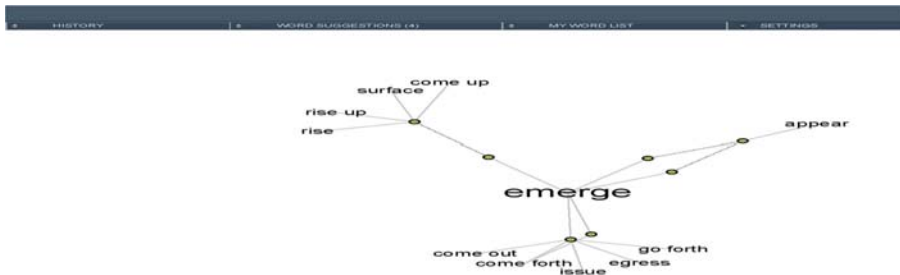 HISTORY WORD SUGGESTIONS (4) MY WORD LIST SETTINGS
come up
surface
rise up
rise
appear
emerge
come out
go forth
come forth
egress
issue